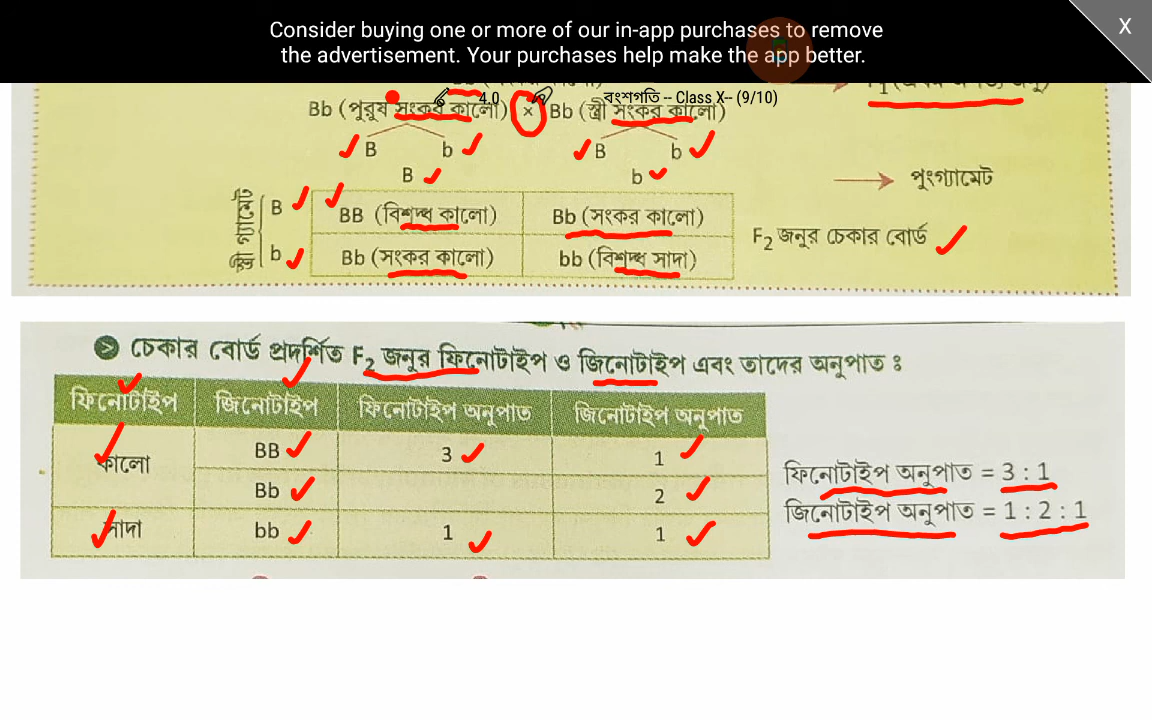 Consider buying one or more of our in-app purchases to remove
the advertisement. Your purchases help make the app better.
X
4.0
বংশগতি -- Class X-- (9/10)
Bb (পুরুষ সংকর কালো) × Bb (স্ত্রী সংকর কালো)
B b B b
B b
পুংগ্যামেট
স্ত্রী গ্যামেট
B BB (বিশুদ্ধ কালো) Bb (সংকর কালো)
F2 জনুর চেকার বোর্ড
b Bb (সংকর কালো) bb (বিশুদ্ধ সাদা)
চেকার বোর্ড প্রদর্শিত F2 জনুর ফিনোটাইপ ও জিনোটাইপ এবং তাদের অনুপাত ঃ
ফিনোটাইপ জিনোটাইপ ফিনোটাইপ অনুপাত জিনোটাইপ অনুপাত
কালো BB 3 1
Bb 2
সাদা bb 1 1
ফিনোটাইপ অনুপাত = 3 : 1
জিনোটাইপ অনুপাত = 1 : 2 : 1